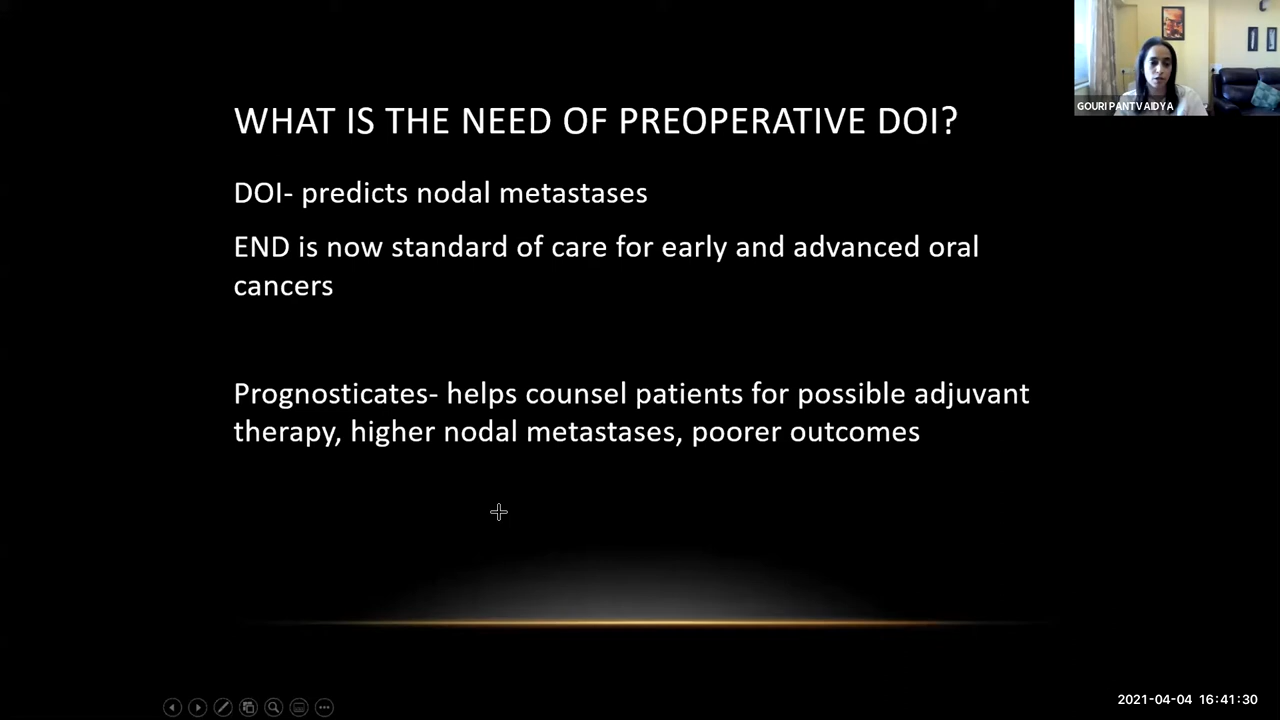 WHAT IS THE NEED OF PREOPERATIVE DOI?
GOURI PANTVAIDYA
DOI- predicts nodal metastases
END is now standard of care for early and advanced oral
cancers
Prognosticates- helps counsel patients for possible adjuvant
therapy, higher nodal metastases, poorer outcomes
2021-04-04 16:41:30